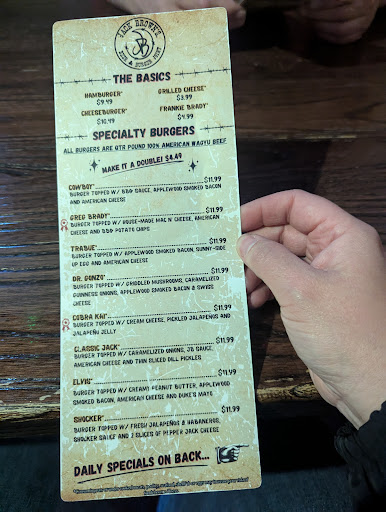 JACK BROWN'S
BEER & BURGER JOINT
JB
THE BASICS
HAMBURGER*
$9.49
GRILLED CHEESE*
$3.99
CHEESEBURGER*
$10.49
FRANKIE BRADY*
$4.99
SPECIALTY BURGERS
ALL BURGERS ARE QTR POUND 100% AMERICAN WAGYU BEEF
MAKE IT A DOUBLE! $4.49
COWBOY* $11.99
BURGER TOPPED W/ BBQ SAUCE, APPLEWOOD SMOKED BACON
AND AMERICAN CHEESE
GREG BRADY* $11.99
BURGER TOPPED W/ HOUSE-MADE MAC N' CHEESE, AMERICAN
CHEESE AND BBQ POTATO CHIPS
TRABUE* $11.99
BURGER TOPPED W/ APPLEWOOD SMOKED BACON, SUNNY-SIDE
UP EGG AND AMERICAN CHEESE
DR. GONZO* $11.99
BURGER TOPPED W/ GRIDDLED MUSHROOMS, CARAMELIZED
GUINNESS ONIONS, APPLEWOOD SMOKED BACON & SWISS
CHEESE
COBRA KAI* $11.99
BURGER TOPPED W/ CREAM CHEESE, PICKLED JALAPENOS AND
JALAPEÑO JELLY
CLASSIC JACK* $11.99
BURGER TOPPED W/ CARAMELIZED ONIONS, JB SAUCE,
AMERICAN CHEESE AND THIN SLICED DILL PICKLES
ELVIS* $11.99
BURGER TOPPED W/ CREAMY PEANUT BUTTER, APPLEWOOD
SMOKED BACON, AMERICAN CHEESE AND DUKE'S MAYO
SHOCKER* $11.99
BURGER TOPPED W/ FRESH JALAPEÑOS & HABANEROS,
SHOCKER SAUCE AND 2 SLICES OF PEPPER JACK CHEESE
DAILY SPECIALS ON BACK...